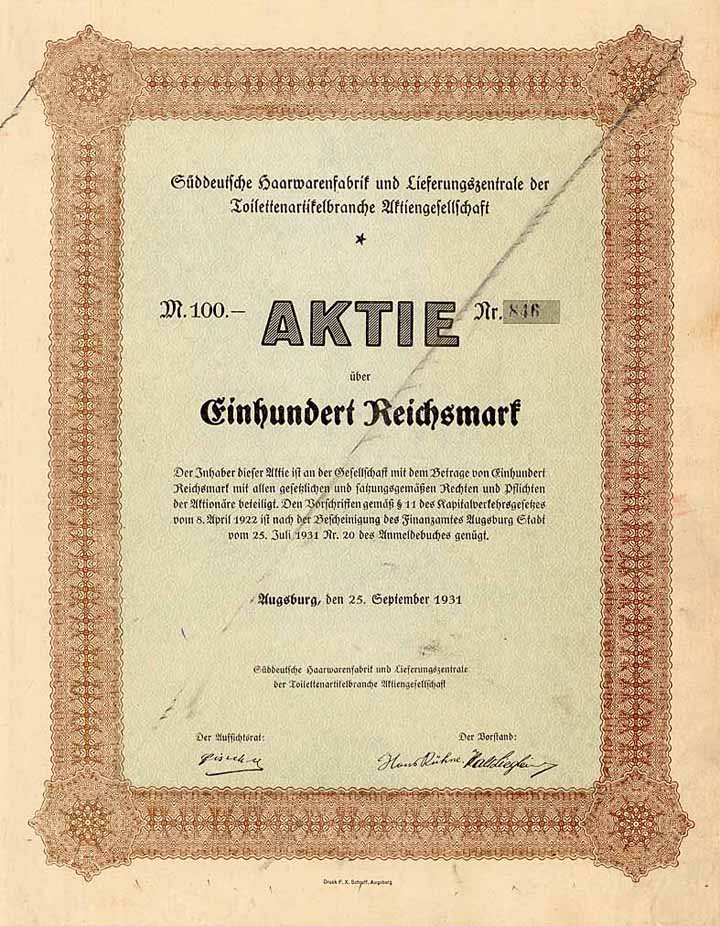 Süddeutsche Haarwarenfabrik und Lieferungszentrale der
Toilettenartikelbranche Aktiengesellschaft
M. 100.— AKTIE Nr. 846
über
Einhundert Reichsmark
Der Inhaber dieser Aktie ist an der Gesellschaft mit dem Betrage von Einhundert
Reichsmark mit allen gesetzlichen und satzungsgemäßen Rechten und Pflichten
der Aktionäre beteiligt. Den Vorschriften gemäß § 11 des Kapitalverkehrsgesetzes
vom 8. April 1922 ist nach der Bescheinigung des Finanzamtes Augsburg Stadt
vom 25. Juli 1931 Nr. 20 des Anmeldebuches genügt.
Augsburg, den 25. September 1931
Süddeutsche Haarwarenfabrik und Lieferungszentrale
der Toilettenartikelbranche Aktiengesellschaft
Der Aufsichtsrat: Der Vorstand:
Hans Kühne
Druck F. X. Schroff, Augsburg